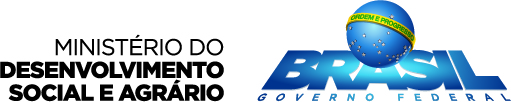 MINISTÉRIO DO
DESENVOLVIMENTO
SOCIAL E AGRÁRIO
ORDEM E PROGRESSO
BRASIL
GOVERNO FEDERAL